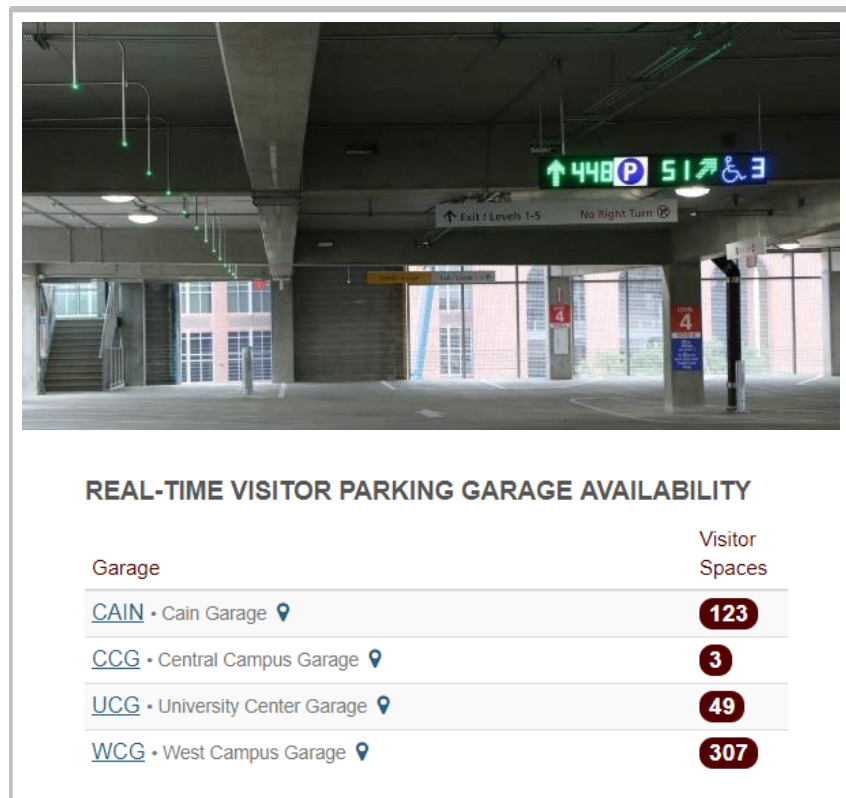 448 P 51 3
Exit / Levels 1-5 No Right Turn
LEVEL
4
LEVEL
4
REAL-TIME VISITOR PARKING GARAGE AVAILABILITY
Visitor
Garage Spaces
CAIN • Cain Garage 123
CCG • Central Campus Garage 3
UCG • University Center Garage 49
WCG • West Campus Garage 307